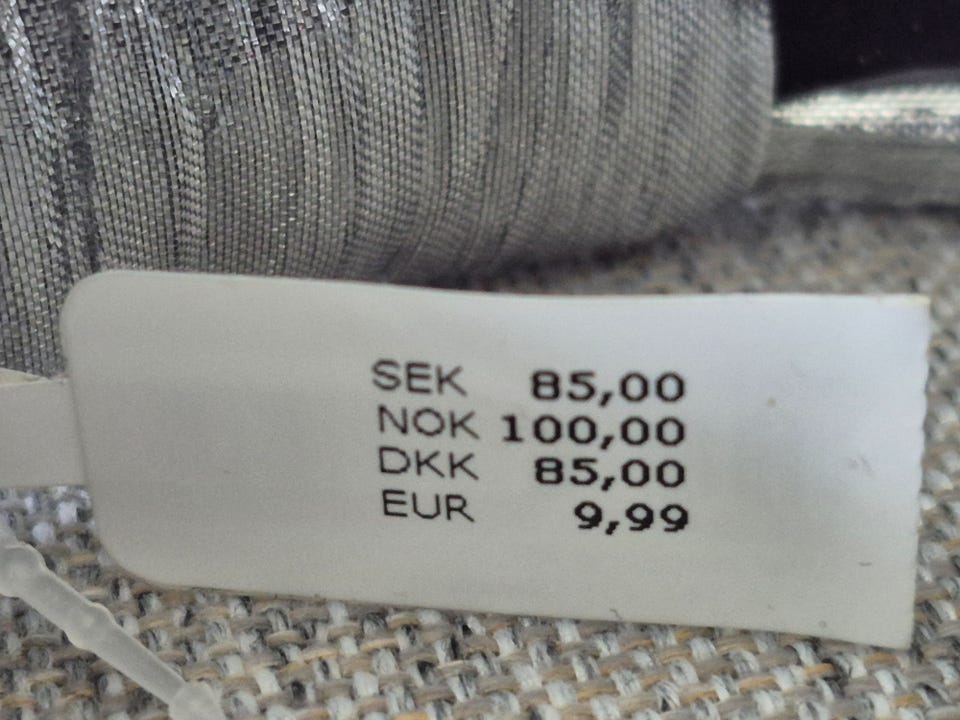 SEK 85,00
NOK 100,00
DKK 85,00
EUR 9,99